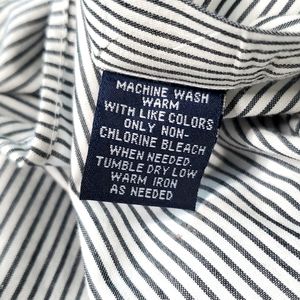 MACHINE WASH
WARM
WITH LIKE COLORS
ONLY NON-
CHLORINE BLEACH
WHEN NEEDED.
TUMBLE DRY LOW
WARM IRON
AS NEEDED